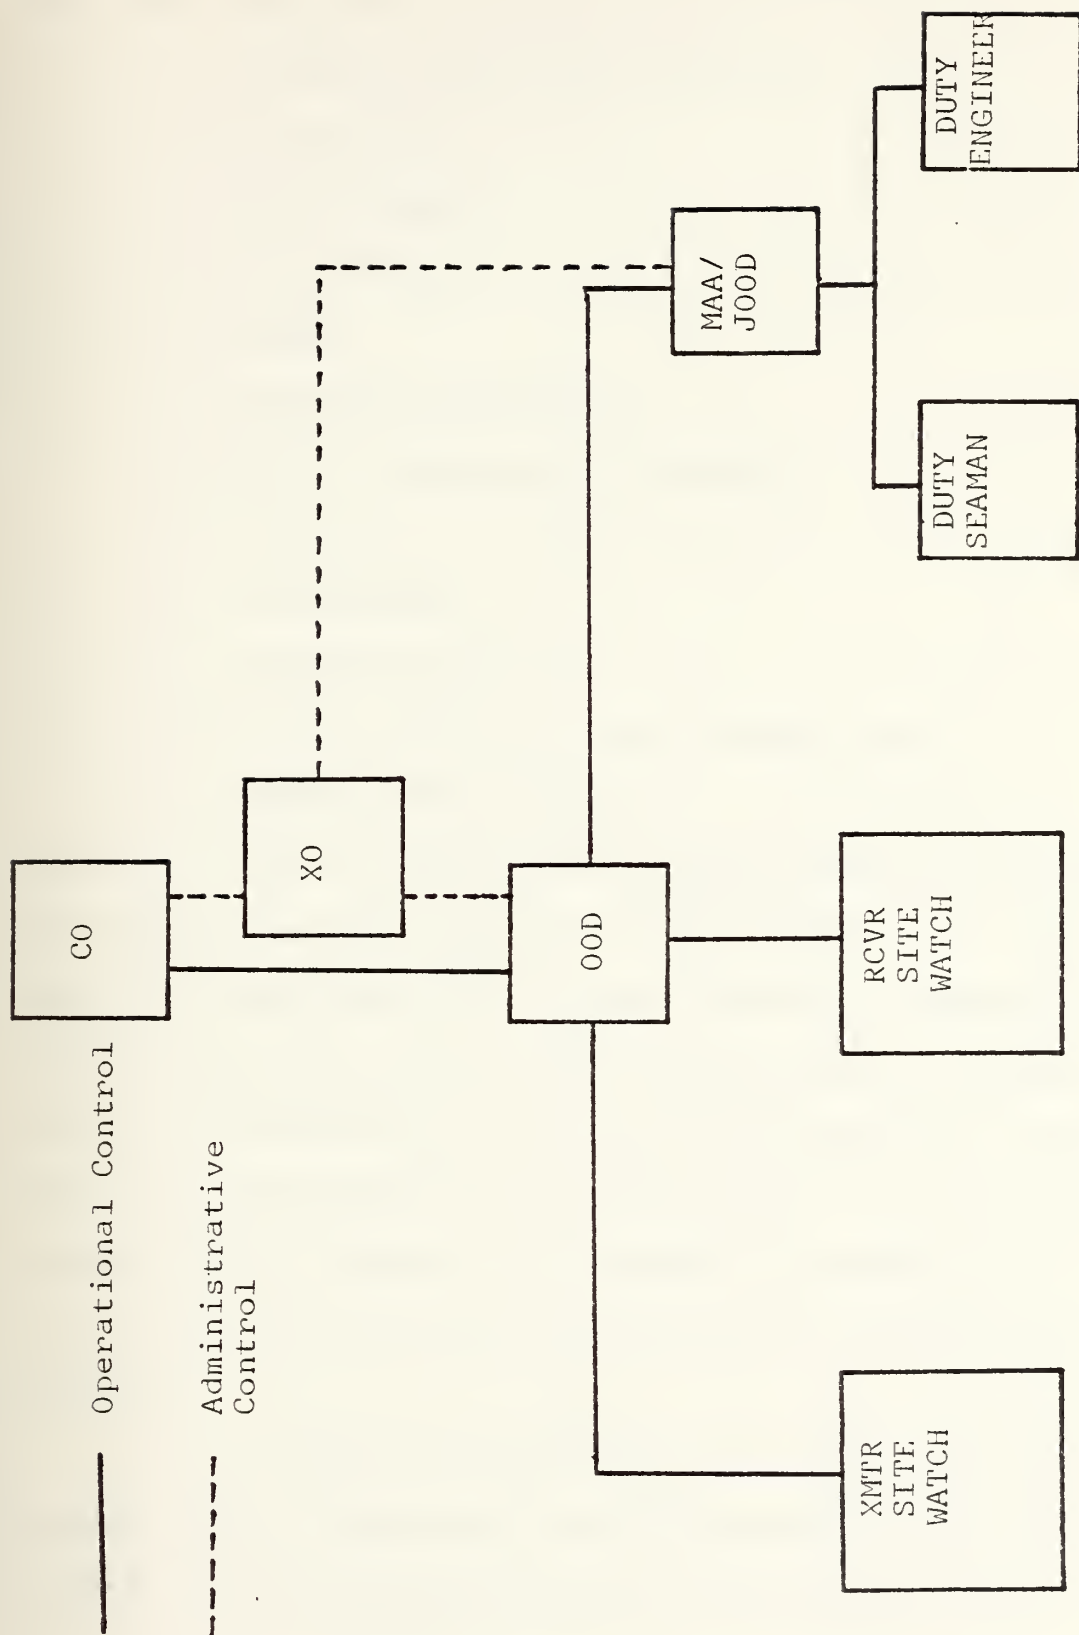 Operational Control
Administrative
Control
CO
XO
OOD
MAA/
JOOD
XMTR
SITE
WATCH
RCVR
SITE
WATCH
DUTY
SEAMAN
DUTY
ENGINEER